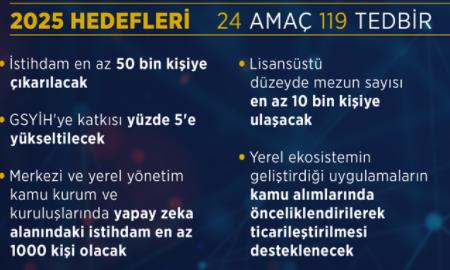 2025 HEDEFLERİ 24 AMAÇ 119 TEDBİR
• İstihdam en az 50 bin kişiye
çıkarılacak
• GSYİH'ye katkısı yüzde 5'e
yükseltilecek
• Merkezi ve yerel yönetim
kamu kurum ve
kuruluşlarında yapay zeka
alanındaki istihdam en az
1000 kişi olacak
• Lisansüstü
düzeyde mezun sayısı
en az 10 bin kişiye
ulaşacak
• Yerel ekosistemin
geliştirdiği uygulamaların
kamu alımlarında
önceliklendirilerek
ticarileştirilmesi
desteklenecek